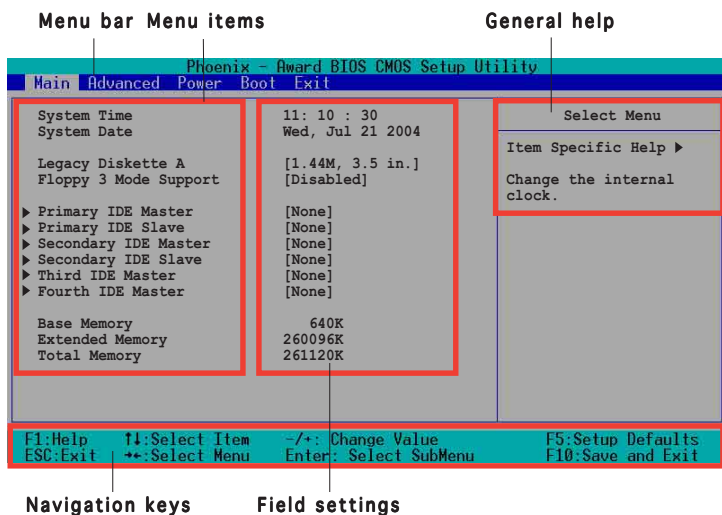 Menu bar Menu items General help
Phoenix – Award BIOS CMOS Setup Utility
Main Advanced Power Boot Exit
System Time 11: 10 : 30
System Date Wed, Jul 21 2004
Legacy Diskette A [1.44M, 3.5 in.]
Floppy 3 Mode Support [Disabled]
Primary IDE Master [None]
Primary IDE Slave [None]
Secondary IDE Master [None]
Secondary IDE Slave [None]
Third IDE Master [None]
Fourth IDE Master [None]
Base Memory 640K
Extended Memory 260096K
Total Memory 261120K
Select Menu
Item Specific Help ▶
Change the internal
clock.
F1:Help ↑↓:Select Item -/+: Change Value F5:Setup Defaults
ESC:Exit →←:Select Menu Enter: Select SubMenu F10:Save and Exit
Navigation keys Field settings